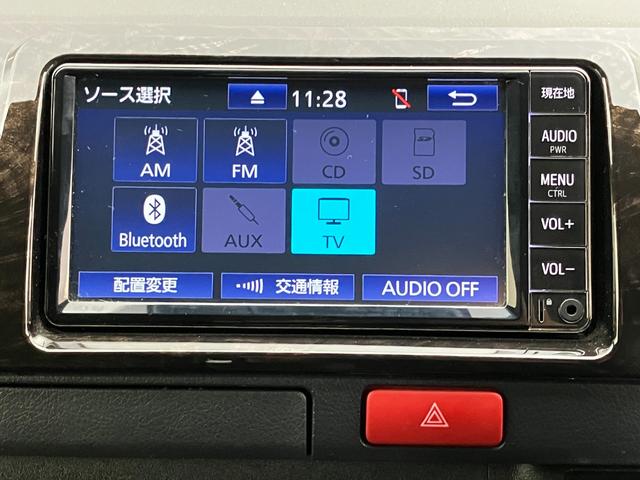 ソース選択
11:28
現在地
AM
FM
CD
SD
AUDIO
PWR
MENU
CTRL
Bluetooth
AUX
TV
VOL+
VOL-
配置変更
交通情報
AUDIO OFF